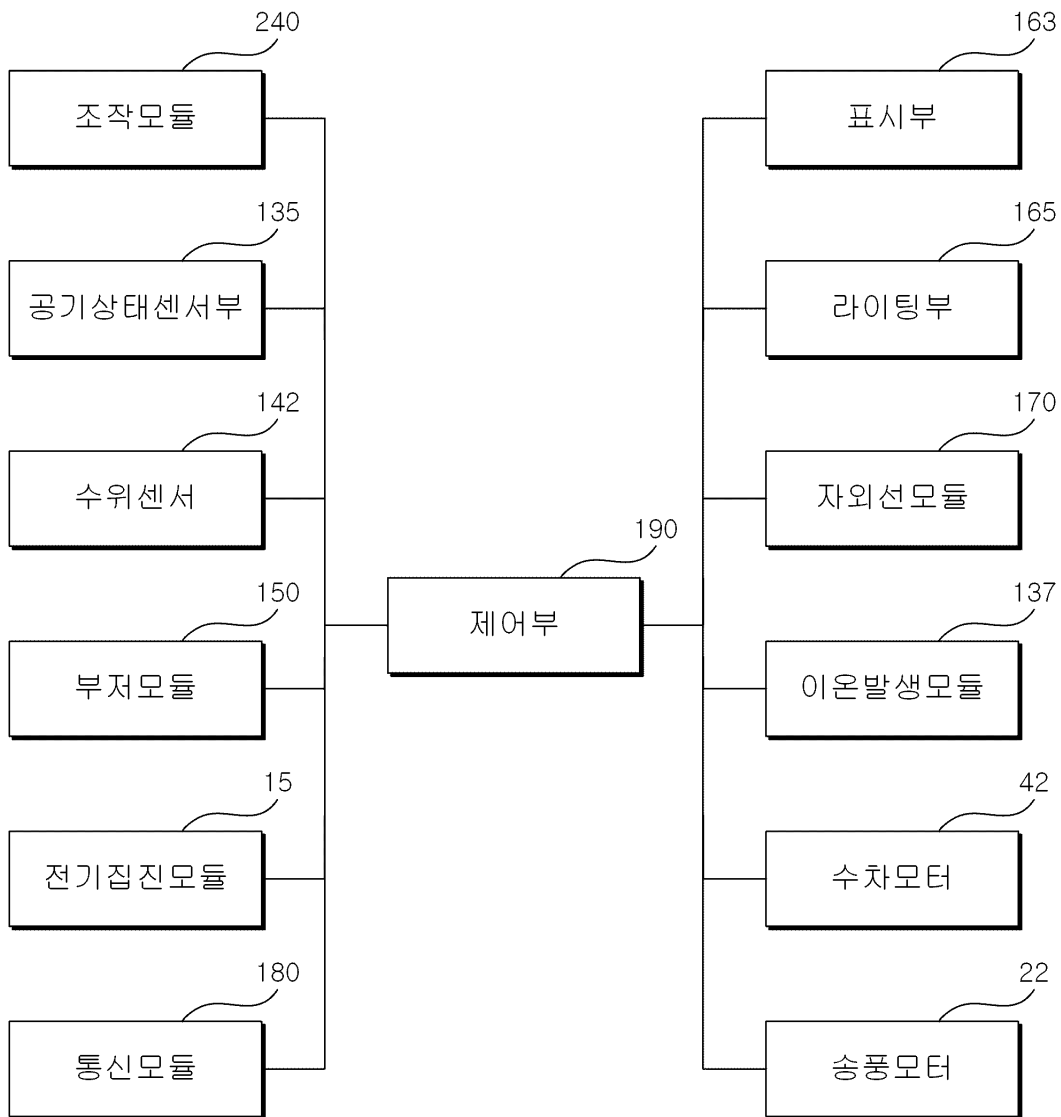 240
조작모듈
163
표시부
135
공기상태센서부
165
라이팅부
142
수위센서
170
자외선모듈
190
제어부
150
부저모듈
137
이온발생모듈
15
전기집진모듈
42
수차모터
180
통신모듈
22
송풍모터